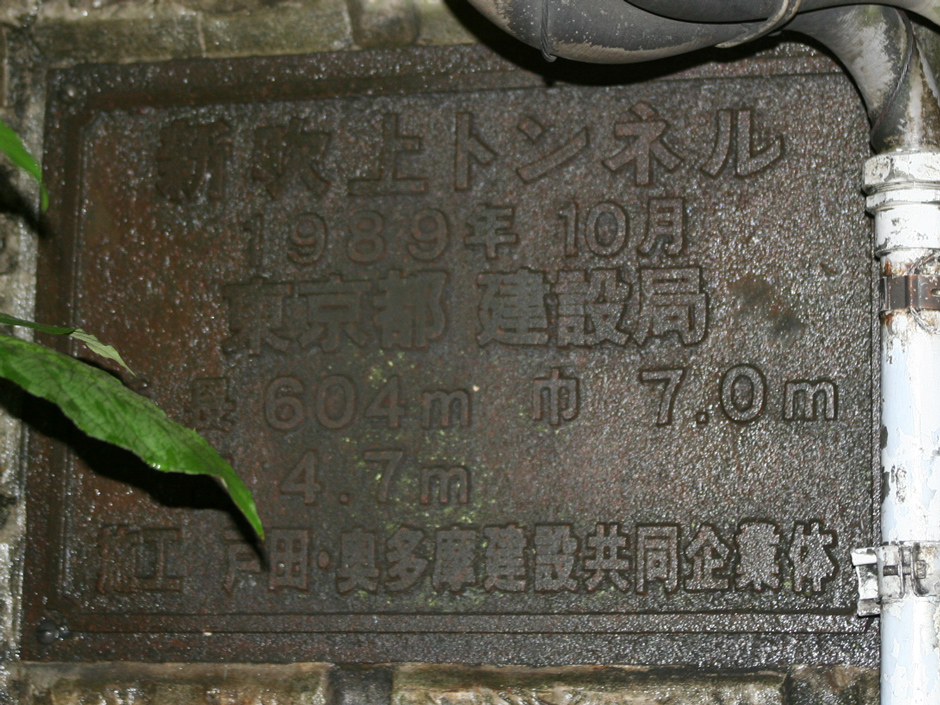 新吹上トンネル
1989年 10月
東京都 建設局
長 604m 巾 7.0m
4.7m
施工 戸田・奥多摩建設共同企業体